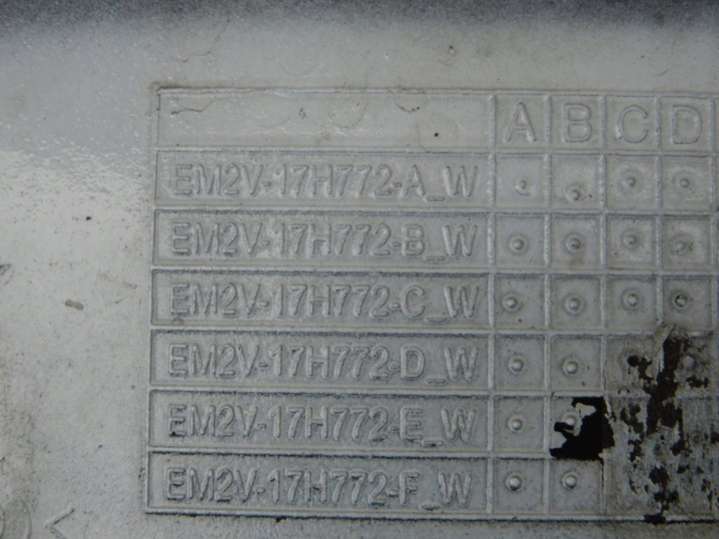 A B C D
EM2V-17H772-A_W
EM2V-17H772-B_W
EM2V-17H772-C_W
EM2V-17H772-D_W
EM2V-17H772-E_W
EM2V-17H772-F_W